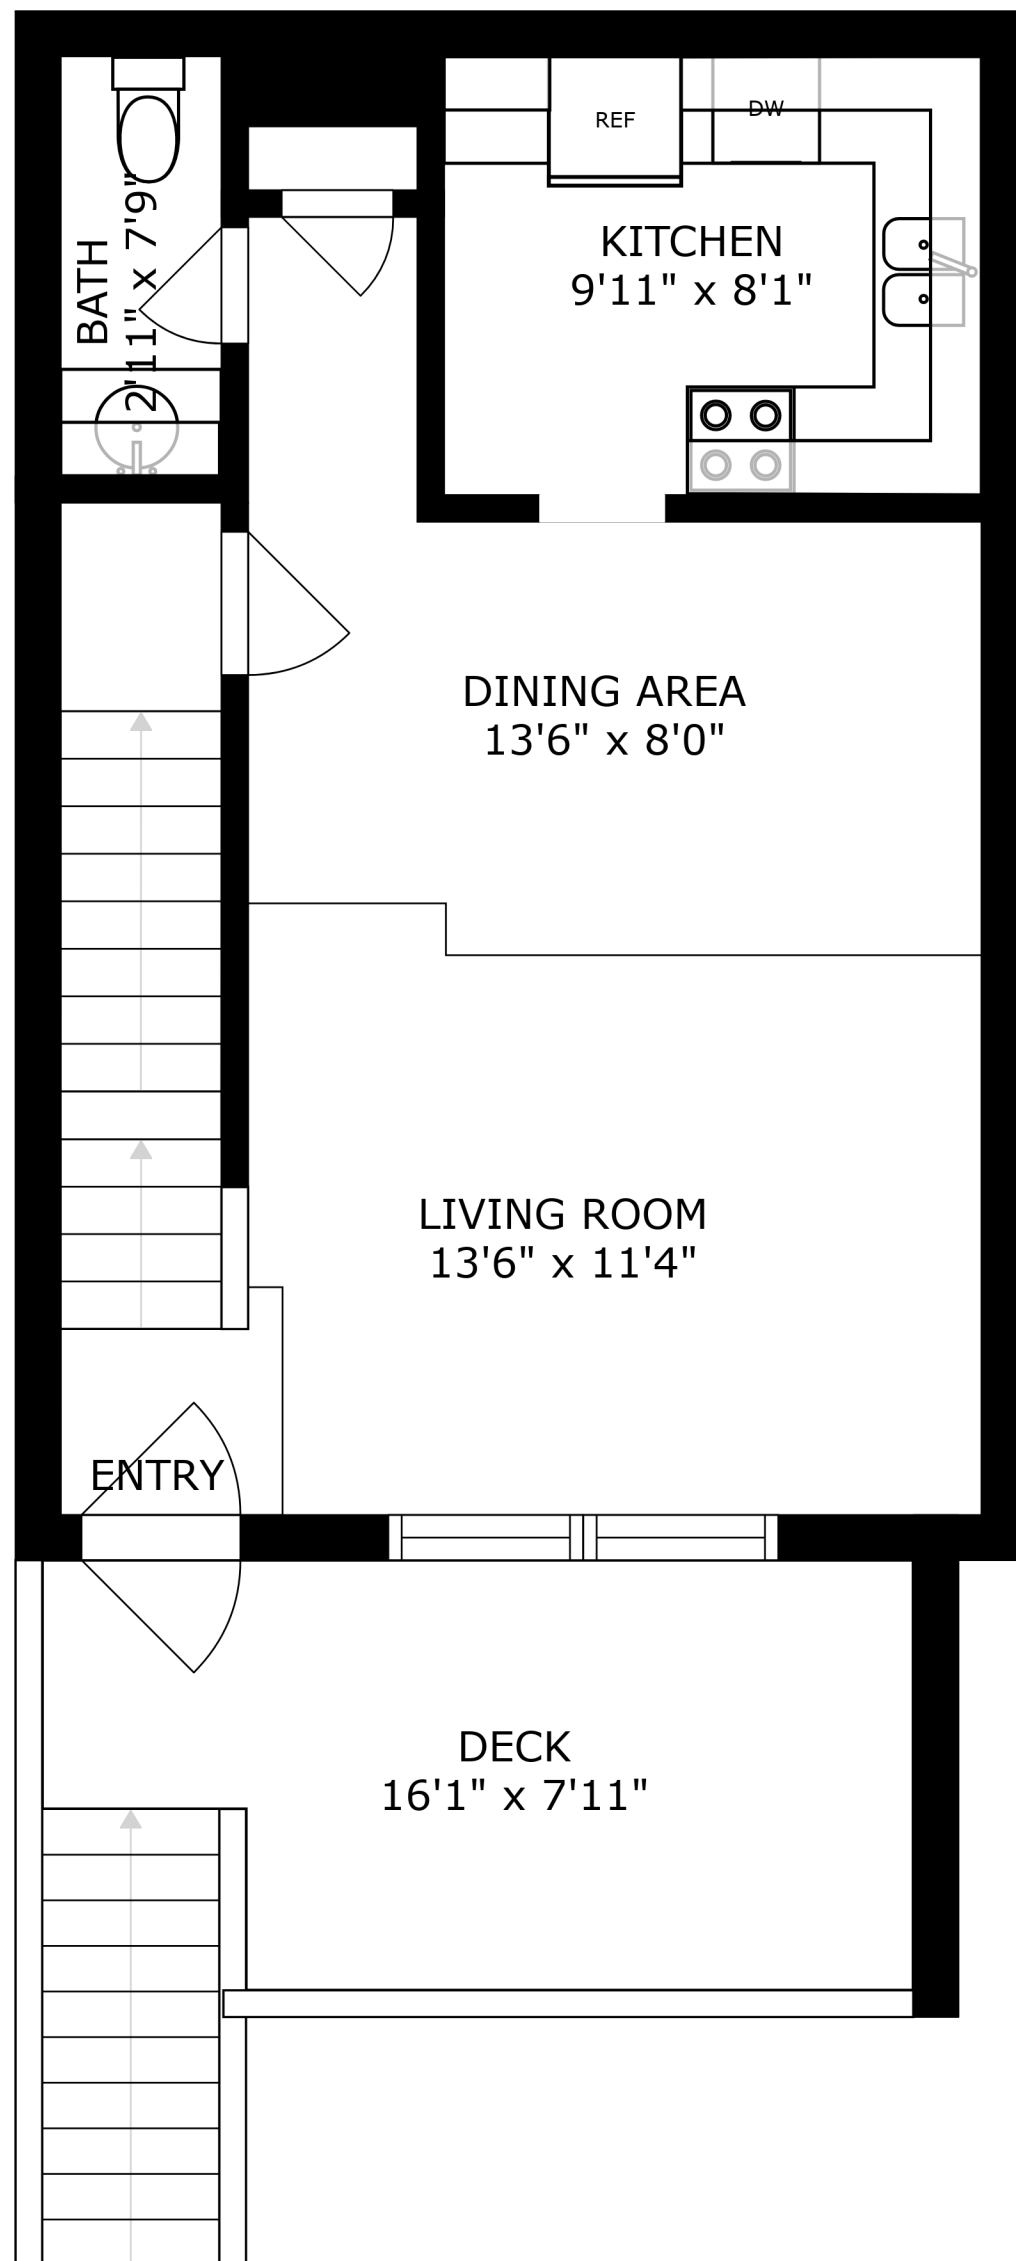 REF
DW
KITCHEN
9'11" x 8'1"
BATH
2'11" x 7'9"
DINING AREA
13'6" x 8'0"
LIVING ROOM
13'6" x 11'4"
ENTRY
DECK
16'1" x 7'11"